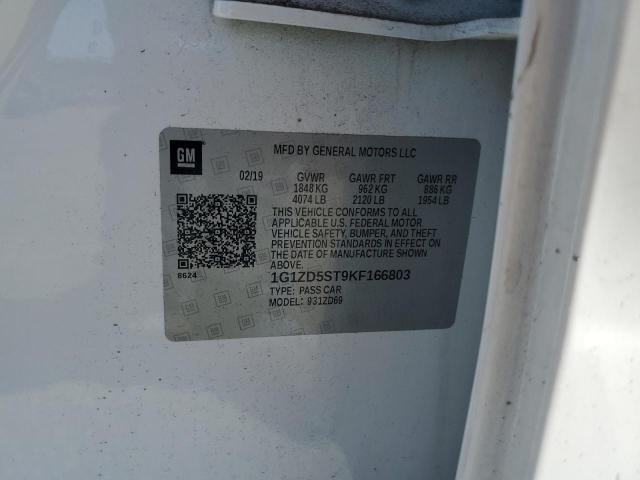 GM
MFD BY GENERAL MOTORS LLC
02/19 GVWR GAWR FRT GAWR RR
1848 KG 962 KG 886 KG
4074 LB 2120 LB 1954 LB
THIS VEHICLE CONFORMS TO ALL
APPLICABLE U.S. FEDERAL MOTOR
VEHICLE SAFETY, BUMPER, AND THEFT
PREVENTION STANDARDS IN EFFECT ON
THE DATE OF MANUFACTURE SHOWN
ABOVE.
8624
1G1ZD5ST9KF166803
TYPE: PASS CAR
MODEL: 931ZD69